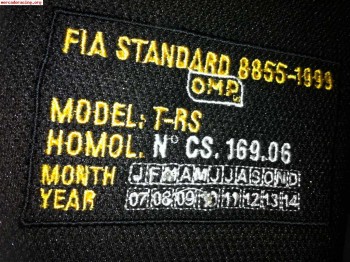 mercadoracing.org
FIA STANDARD 8855-1999
OMP
MODEL: T-RS
HOMOL. N° CS. 169.06
MONTH J F M A M J J A S O N D
YEAR 07 08 09 10 11 12 13 14